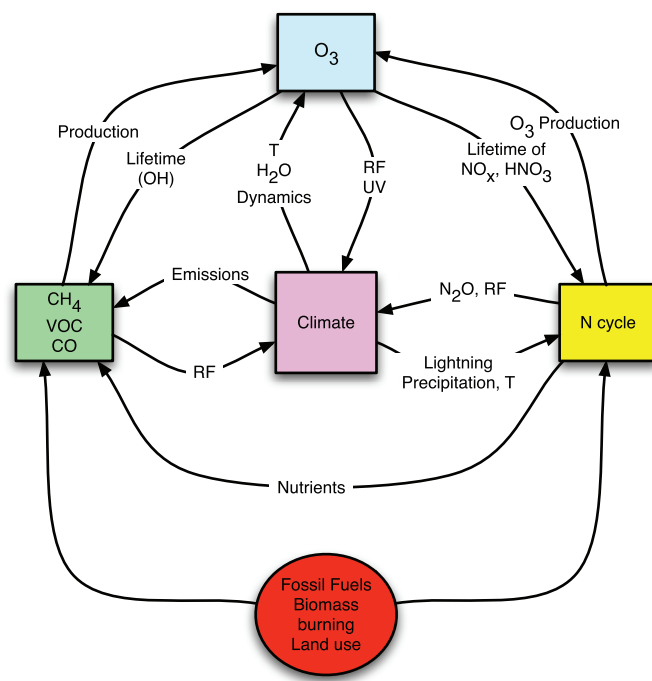 O3
Production
Lifetime
(OH)
T
H2O
Dynamics
RF
UV
O3 Production
Lifetime of
NOx, HNO3
Emissions
N2O, RF
CH4
VOC
CO
Climate
N cycle
RF
Lightning
Precipitation, T
Nutrients
Fossil Fuels
Biomass
burning
Land use